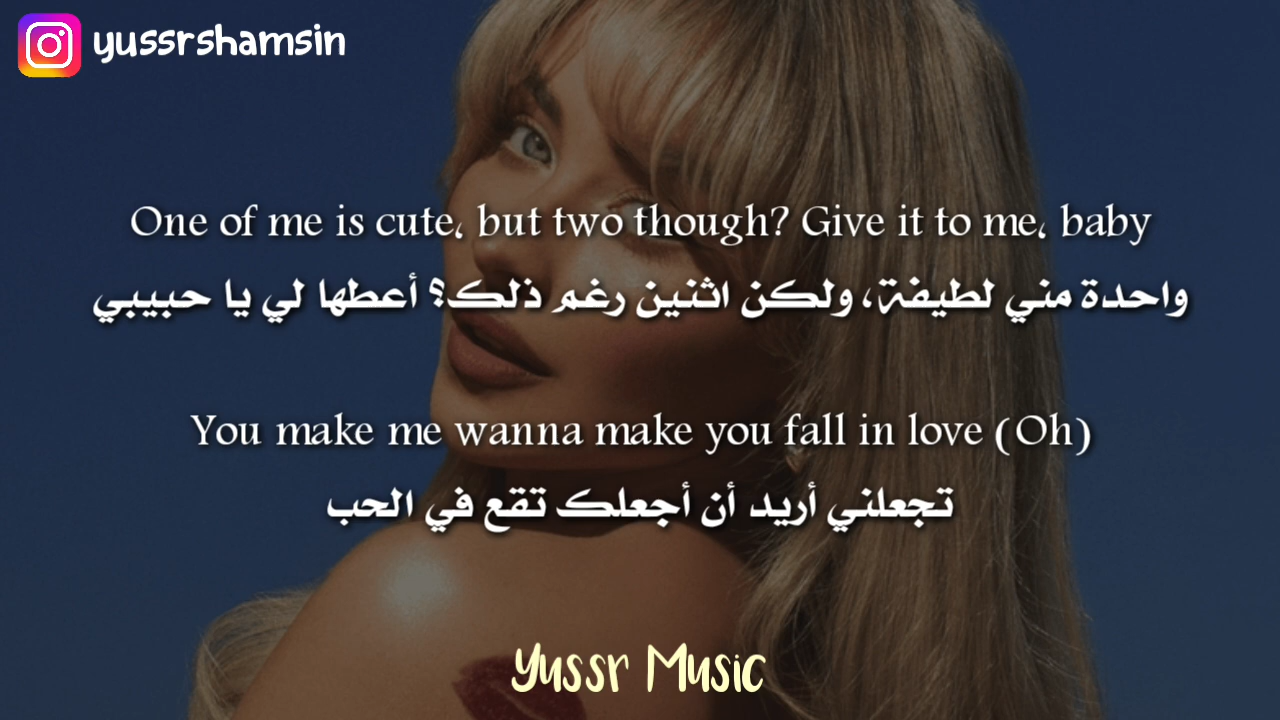 yussrshamsin
One of me is cute، but two though? Give it to me، baby
واحدة مني لطيفة، ولكن اثنين رغم ذلك؟ أعطها لي يا حبيبي
You make me wanna make you fall in love (Oh)
تجعلني أريد أن أجعلك تقع في الحب
Yussr Music